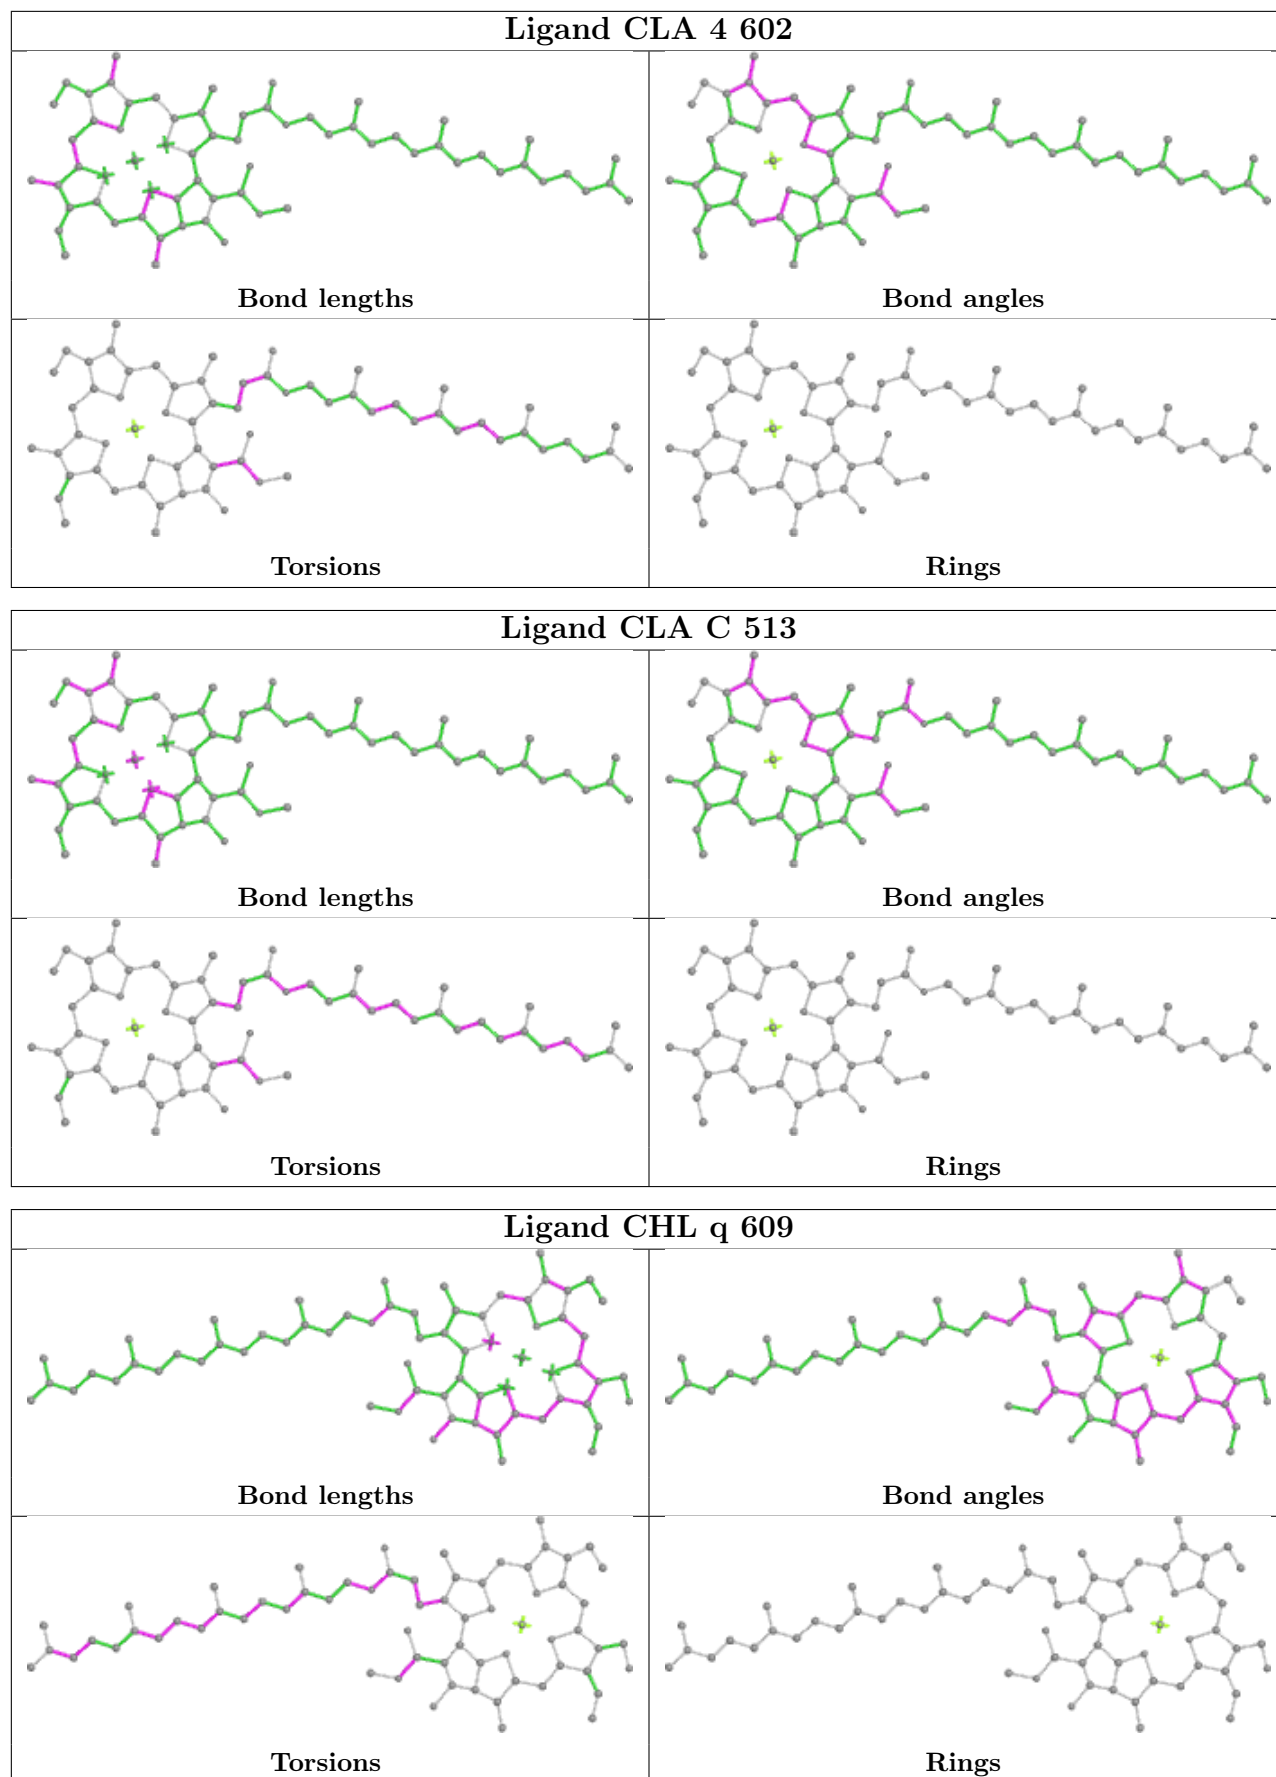 Ligand CLA 4 602
Bond lengths
Bond angles
Torsions
Rings
Ligand CLA C 513
Bond lengths
Bond angles
Torsions
Rings
Ligand CHL q 609
Bond lengths
Bond angles
Torsions
Rings